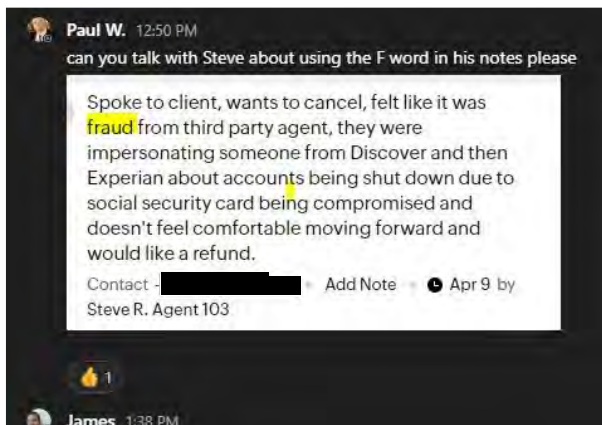 Paul W. 12:50 PM
can you talk with Steve about using the F word in his notes please
Spoke to client, wants to cancel, felt like it was
fraud from third party agent, they were
impersonating someone from Discover and then
Experian about accounts being shut down due to
social security card being compromised and
doesn't feel comfortable moving forward and
would like a refund.
Contact - Add Note Apr 9 by
Steve R. Agent 103
1
James 1:38 PM